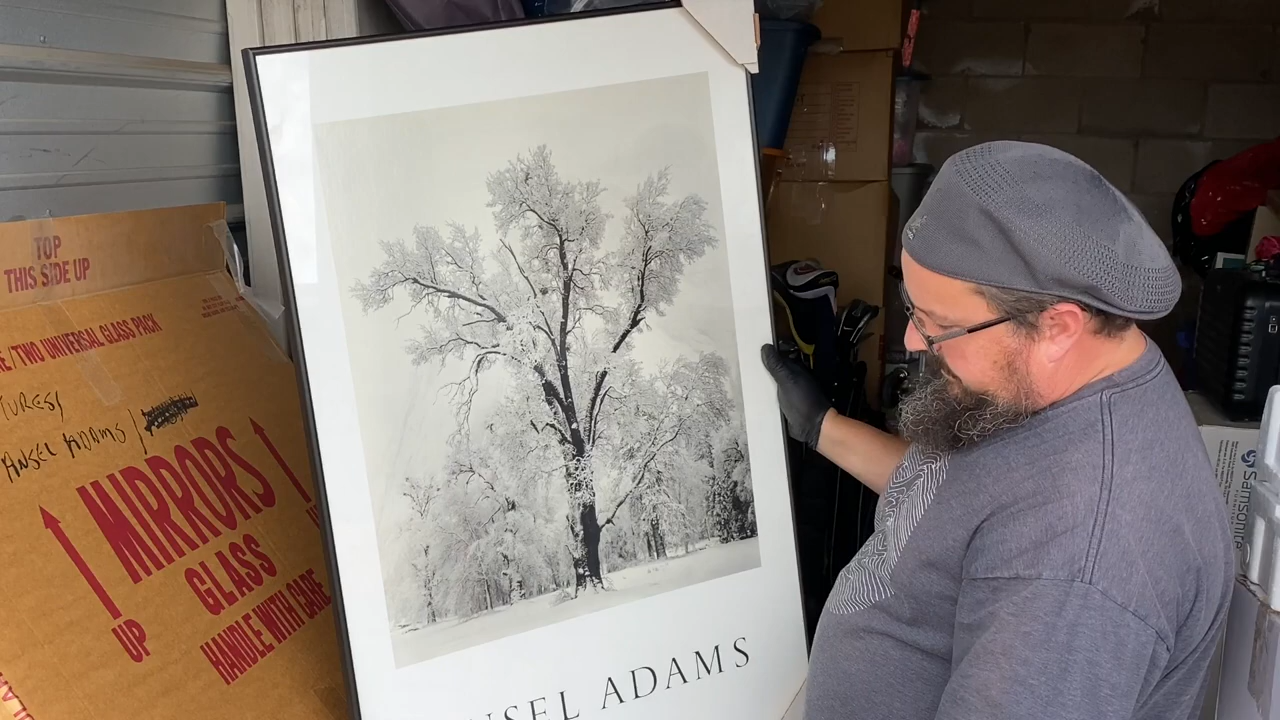 TOP
THIS SIDE UP
E/TWO UNIVERSAL GLASS PACK
TURES/
ANSEL ADAMS /
MIRRORS
GLASS
HANDLE WITH CARE
UP
NSEL ADAMS
Samsonite